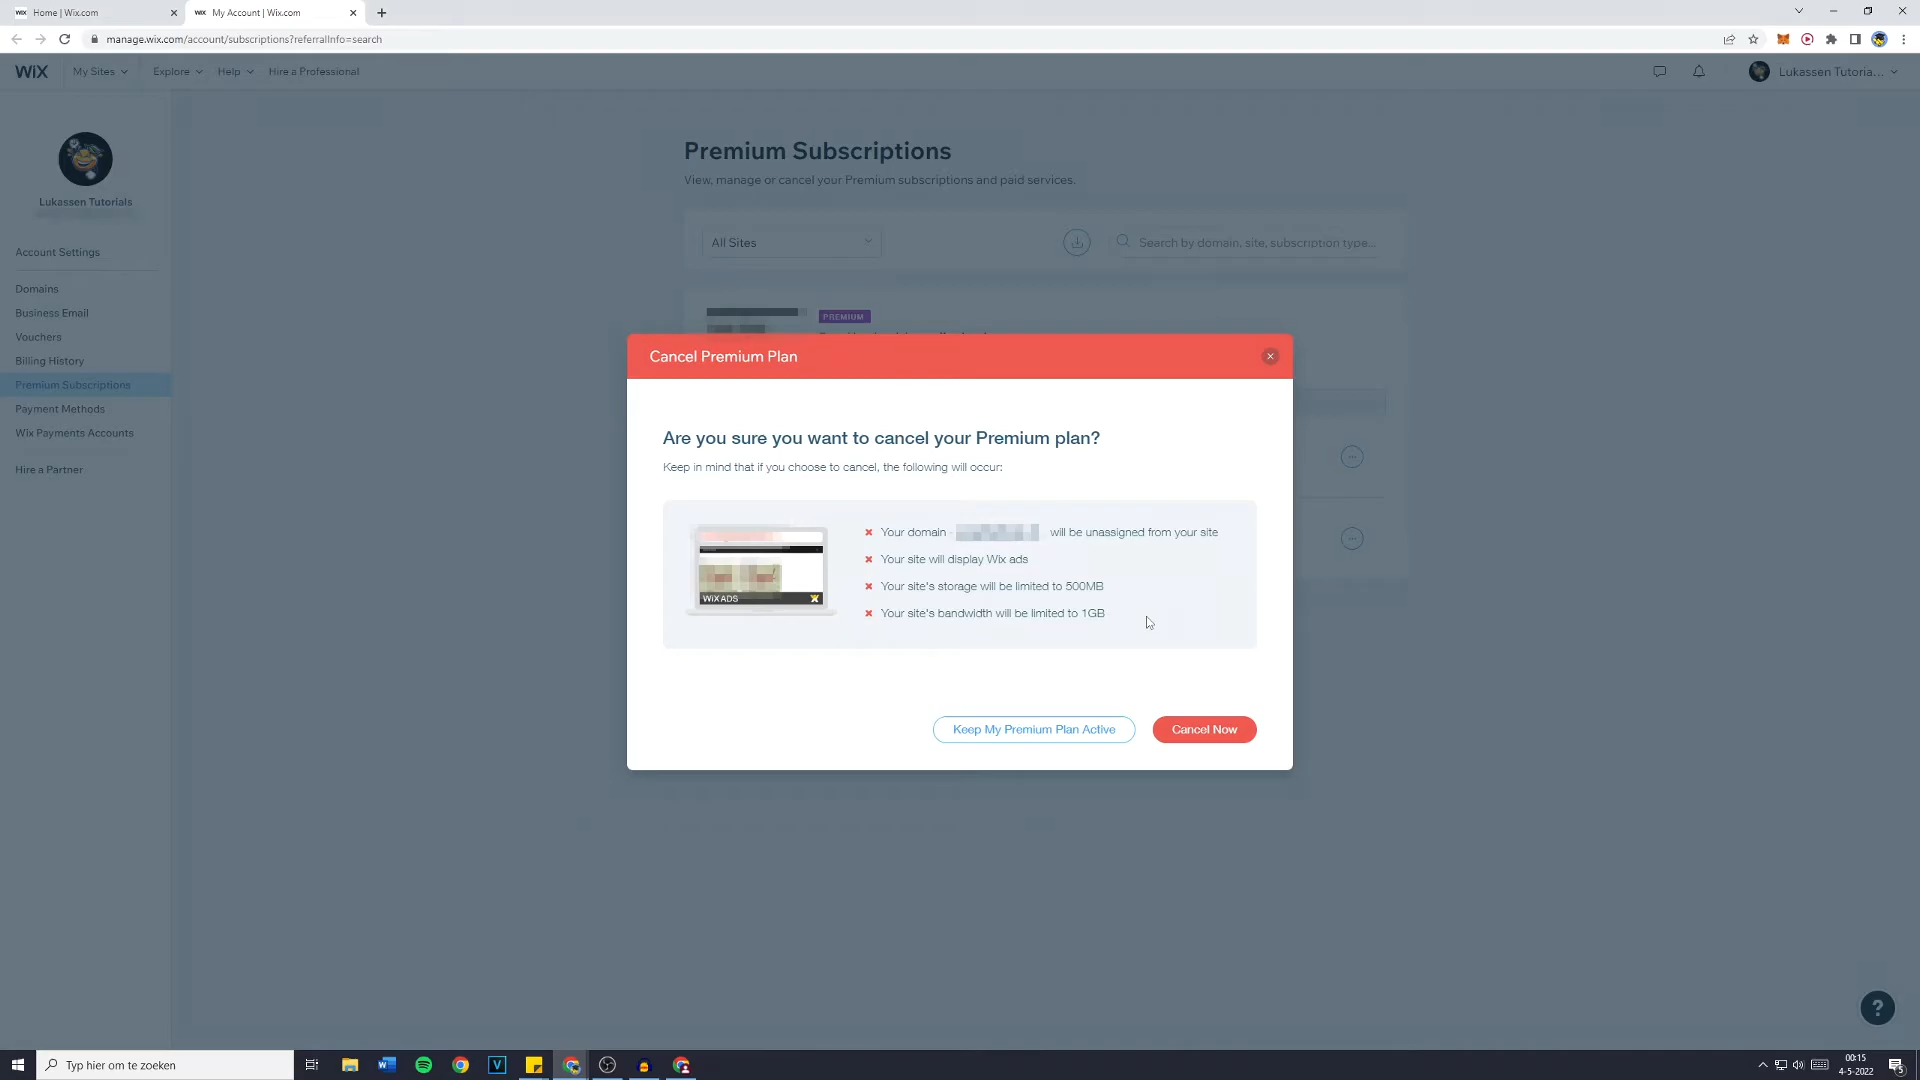 Home | Wix.com
My Account | Wix.com
manage.wix.com/account/subscriptions?referralInfo=search
WiX
My Sites
Explore
Help
Hire a Professional
Lukassen Tutoria...
Lukassen Tutorials
Account Settings
Domains
Business Email
Vouchers
Billing History
Premium Subscriptions
Payment Methods
Wix Payments Accounts
Hire a Partner
Premium Subscriptions
View, manage or cancel your Premium subscriptions and paid services.
All Sites
Search by domain, site, subscription type...
PREMIUM
Cancel Premium Plan
Are you sure you want to cancel your Premium plan?
Keep in mind that if you choose to cancel, the following will occur:
Your domain - will be unassigned from your site
Your site will display Wix ads
Your site's storage will be limited to 500MB
Your site's bandwidth will be limited to 1GB
WIX ADS
Keep My Premium Plan Active
Cancel Now
?
Typ hier om te zoeken
00:15
4-5-2022